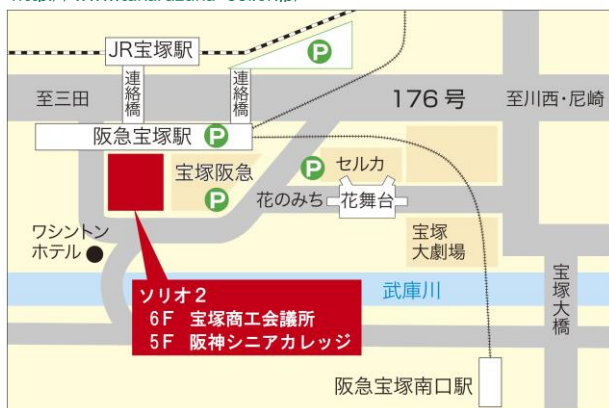 JR宝塚駅
P
連絡橋
連絡橋
至三田
176号
至川西・尼崎
阪急宝塚駅
P
宝塚阪急
P
P
セルカ
花のみち
花舞台
ワシントン
ホテル
宝塚
大劇場
ソリオ2
6F 宝塚商工会議所
5F 阪神シニアカレッジ
武庫川
宝塚大橋
阪急宝塚南口駅